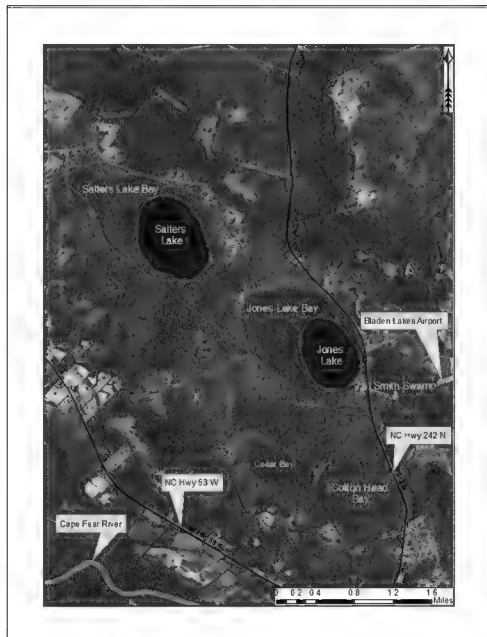 Salters Lake Bay
Salters
Lake
Jones Lake Bay
Bladen Lakes Airport
Jones
Lake
Smith Swamp
NC Hwy 242 N
Cedar Bay
NC Hwy 53 W
Cotton Head
Bay
Cape Fear River
0 0.2 0.4 0.8 1.2 1.6
Miles